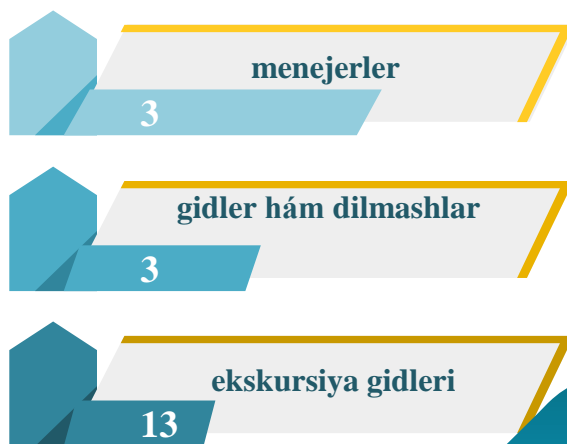 menejerler
3
gidler hám dilmashlar
3
ekskursiya gidleri
13